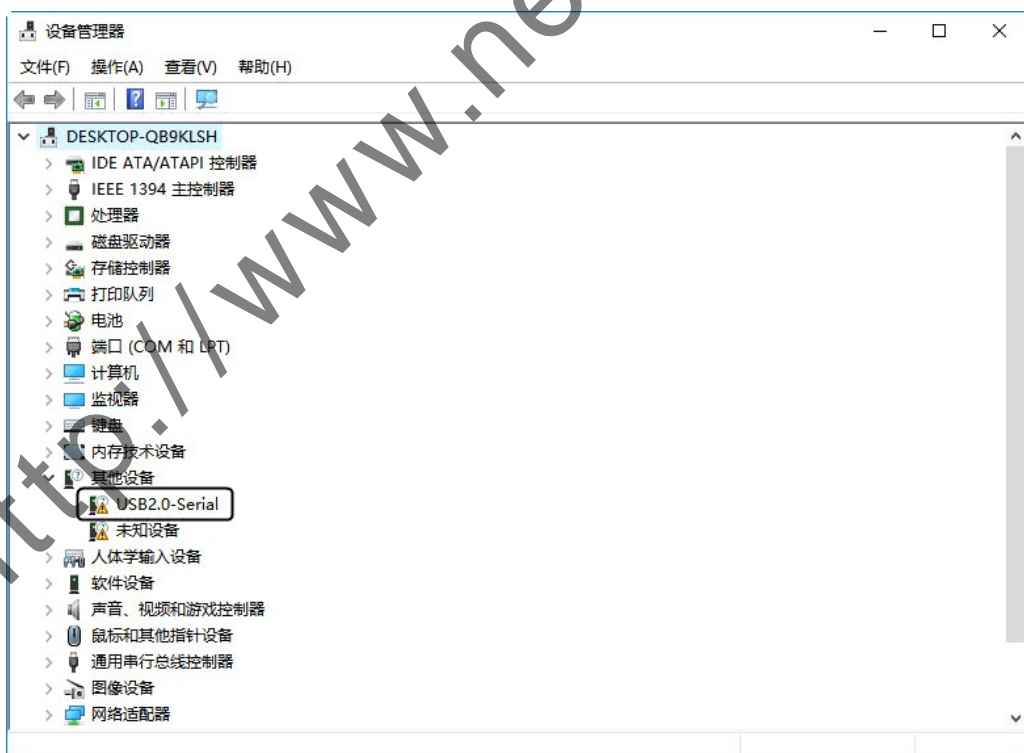 设备管理器
文件(F) 操作(A) 查看(V) 帮助(H)
DESKTOP-QB9KLSH
IDE ATA/ATAPI 控制器
IEEE 1394 主控制器
处理器
磁盘驱动器
存储控制器
打印队列
电池
端口 (COM 和 LPT)
计算机
监视器
键盘
内存技术设备
其他设备
USB2.0-Serial
未知设备
人体学输入设备
软件设备
声音、视频和游戏控制器
鼠标和其他指针设备
通用串行总线控制器
图像设备
网络适配器
http://www.ne